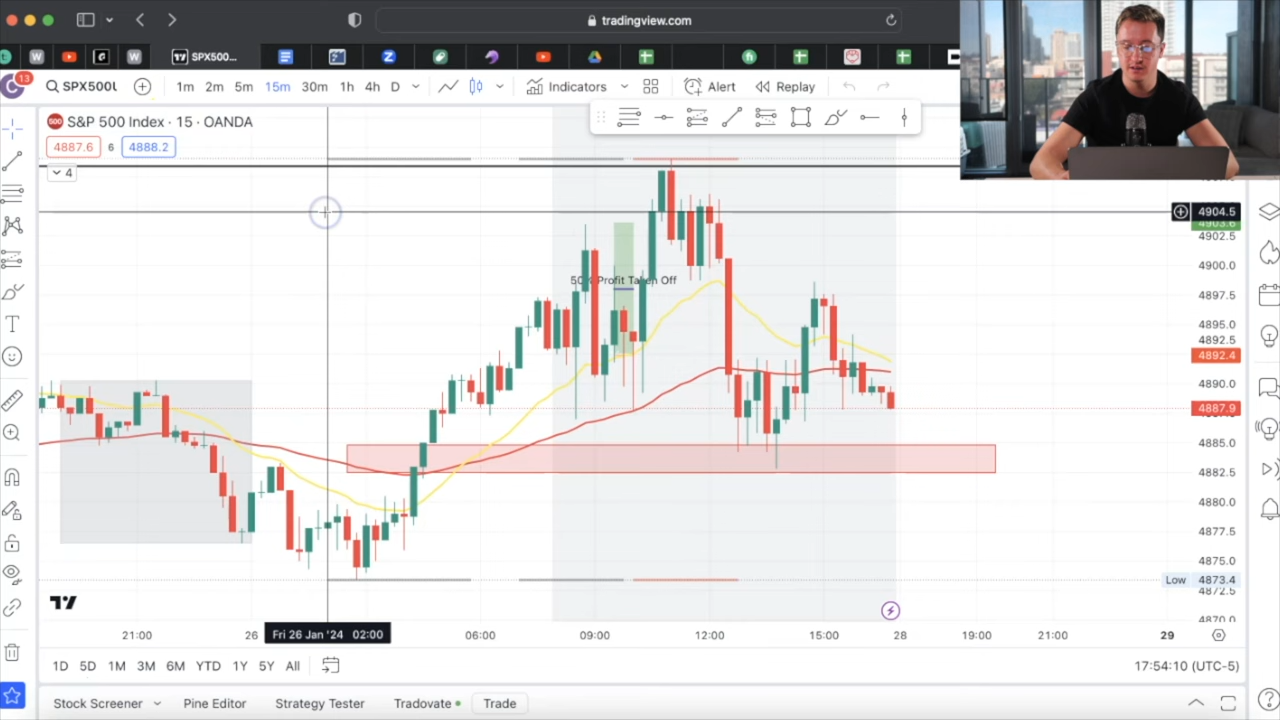 tradingview.com
SPX500...
13
SPX500U
1m 2m 5m 15m 30m 1h 4h D
Indicators
Alert
Replay
500 S&P 500 Index · 15 · OANDA
4887.6 6 4888.2
4
4904.5
4902.5
4900.0
50% Profit Taken Off
4897.5
4895.0
4892.5
4892.4
4890.0
4887.9
4885.0
4882.5
4880.0
4877.5
4875.0
Low 4873.4
4872.5
4870.0
21:00 26 Fri 26 Jan '24 02:00 06:00 09:00 12:00 15:00 28 19:00 21:00 29
1D 5D 1M 3M 6M YTD 1Y 5Y All
17:54:10 (UTC-5)
Stock Screener Pine Editor Strategy Tester Tradovate Trade